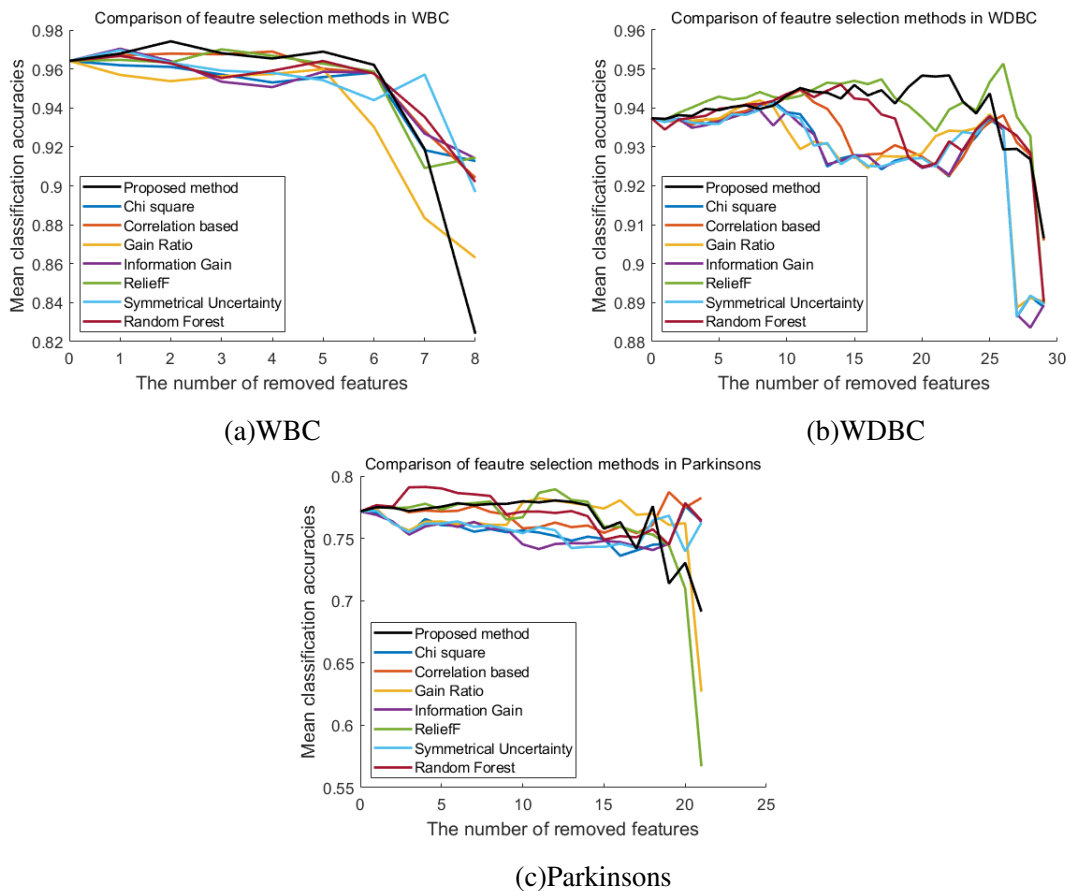 Comparison of feautre selection methods in WBC
Mean classification accuracies
0.98
0.96
0.94
0.92
0.9
0.88
0.86
0.84
0.82
Proposed method
Chi square
Correlation based
Gain Ratio
Information Gain
ReliefF
Symmetrical Uncertainty
Random Forest
0 1 2 3 4 5 6 7 8
The number of removed features
(a)WBC
Comparison of feautre selection methods in WDBC
Mean classification accuracies
0.96
0.95
0.94
0.93
0.92
0.91
0.9
0.89
0.88
Proposed method
Chi square
Correlation based
Gain Ratio
Information Gain
ReliefF
Symmetrical Uncertainty
Random Forest
0 5 10 15 20 25 30
The number of removed features
(b)WDBC
Comparison of feautre selection methods in Parkinsons
Mean classification accuracies
0.8
0.75
0.7
0.65
0.6
0.55
Proposed method
Chi square
Correlation based
Gain Ratio
Information Gain
ReliefF
Symmetrical Uncertainty
Random Forest
0 5 10 15 20 25
The number of removed features
(c)Parkinsons